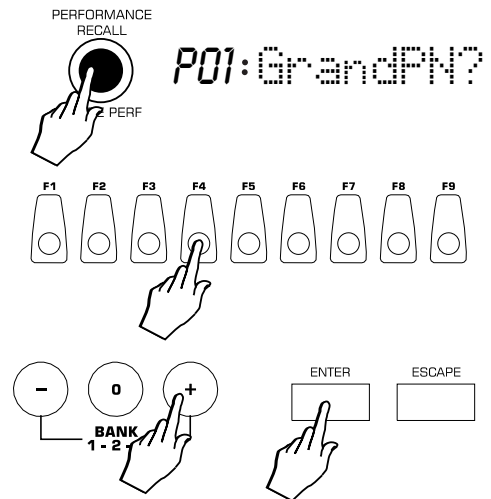 PERFORMANCE
RECALL
P01:GrandPN?
PERF
F1 F2 F3 F4 F5 F6 F7 F8 F9
- 0 +
ENTER ESCAPE
BANK
1 - 2 -